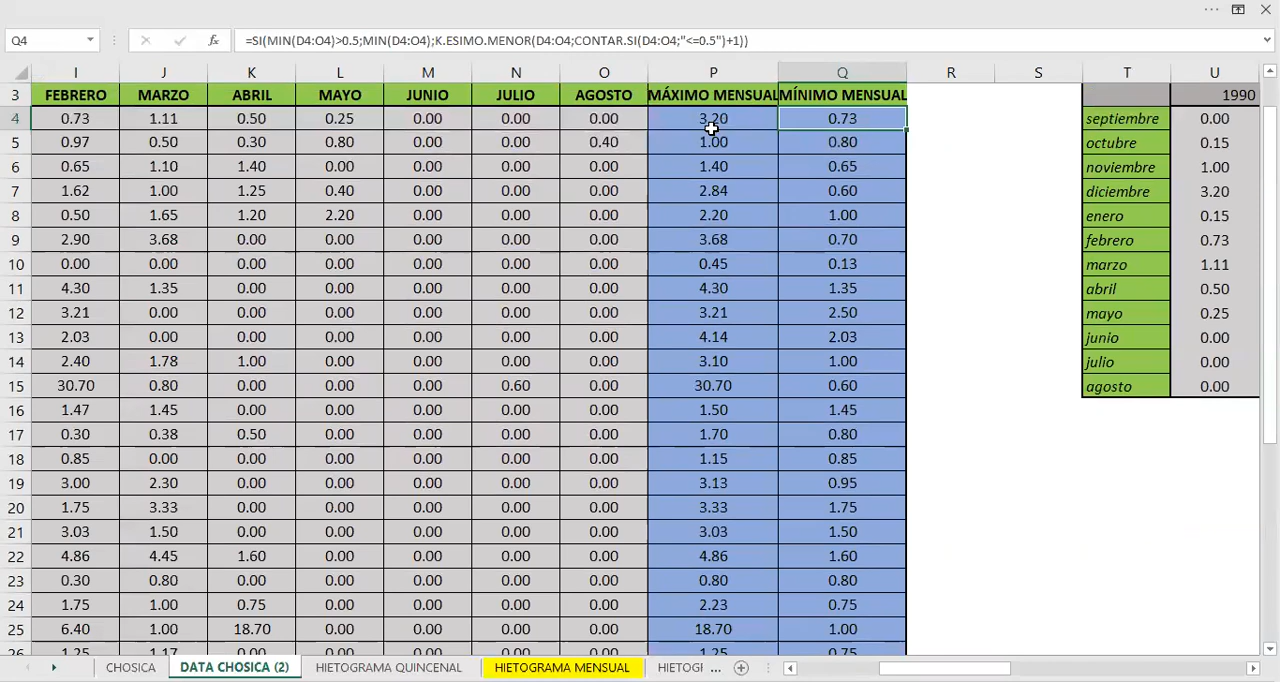 Q4 fx =SI(MIN(D4:O4)>0.5;MIN(D4:O4);K.ESIMO.MENOR(D4:O4;CONTAR.SI(D4:O4;"<=0.5")+1))
I J K L M N O P Q R S T U
3 FEBRERO MARZO ABRIL MAYO JUNIO JULIO AGOSTO MÁXIMO MENSUAL MÍNIMO MENSUAL 1990
4 0.73 1.11 0.50 0.25 0.00 0.00 0.00 3.20 0.73 septiembre 0.00
5 0.97 0.50 0.30 0.80 0.00 0.00 0.40 1.00 0.80 octubre 0.15
6 0.65 1.10 1.40 0.00 0.00 0.00 0.00 1.40 0.65 noviembre 1.00
7 1.62 1.00 1.25 0.40 0.00 0.00 0.00 2.84 0.60 diciembre 3.20
8 0.50 1.65 1.20 2.20 0.00 0.00 0.00 2.20 1.00 enero 0.15
9 2.90 3.68 0.00 0.00 0.00 0.00 0.00 3.68 0.70 febrero 0.73
10 0.00 0.00 0.00 0.00 0.00 0.00 0.00 0.45 0.13 marzo 1.11
11 4.30 1.35 0.00 0.00 0.00 0.00 0.00 4.30 1.35 abril 0.50
12 3.21 0.00 0.00 0.00 0.00 0.00 0.00 3.21 2.50 mayo 0.25
13 2.03 0.00 0.00 0.00 0.00 0.00 0.00 4.14 2.03 junio 0.00
14 2.40 1.78 1.00 0.00 0.00 0.00 0.00 3.10 1.00 julio 0.00
15 30.70 0.80 0.00 0.00 0.00 0.60 0.00 30.70 0.60 agosto 0.00
16 1.47 1.45 0.00 0.00 0.00 0.00 0.00 1.50 1.45
17 0.30 0.38 0.50 0.00 0.00 0.00 0.00 1.70 0.80
18 0.85 0.00 0.00 0.00 0.00 0.00 0.00 1.15 0.85
19 3.00 2.30 0.00 0.00 0.00 0.00 0.00 3.13 0.95
20 1.75 3.33 0.00 0.00 0.00 0.00 0.00 3.33 1.75
21 3.03 1.50 0.00 0.00 0.00 0.00 0.00 3.03 1.50
22 4.86 4.45 1.60 0.00 0.00 0.00 0.00 4.86 1.60
23 0.30 0.80 0.00 0.00 0.00 0.00 0.00 0.80 0.80
24 1.75 1.00 0.75 0.00 0.00 0.00 0.00 2.23 0.75
25 6.40 1.00 18.70 0.00 0.00 0.00 0.00 18.70 1.00
26 1.25 1.17 0.00 0.00 0.00 0.00 0.00 1.25 0.75
CHOSICA DATA CHOSICA (2) HIETOGRAMA QUINCENAL HIETOGRAMA MENSUAL HIETOGI ...